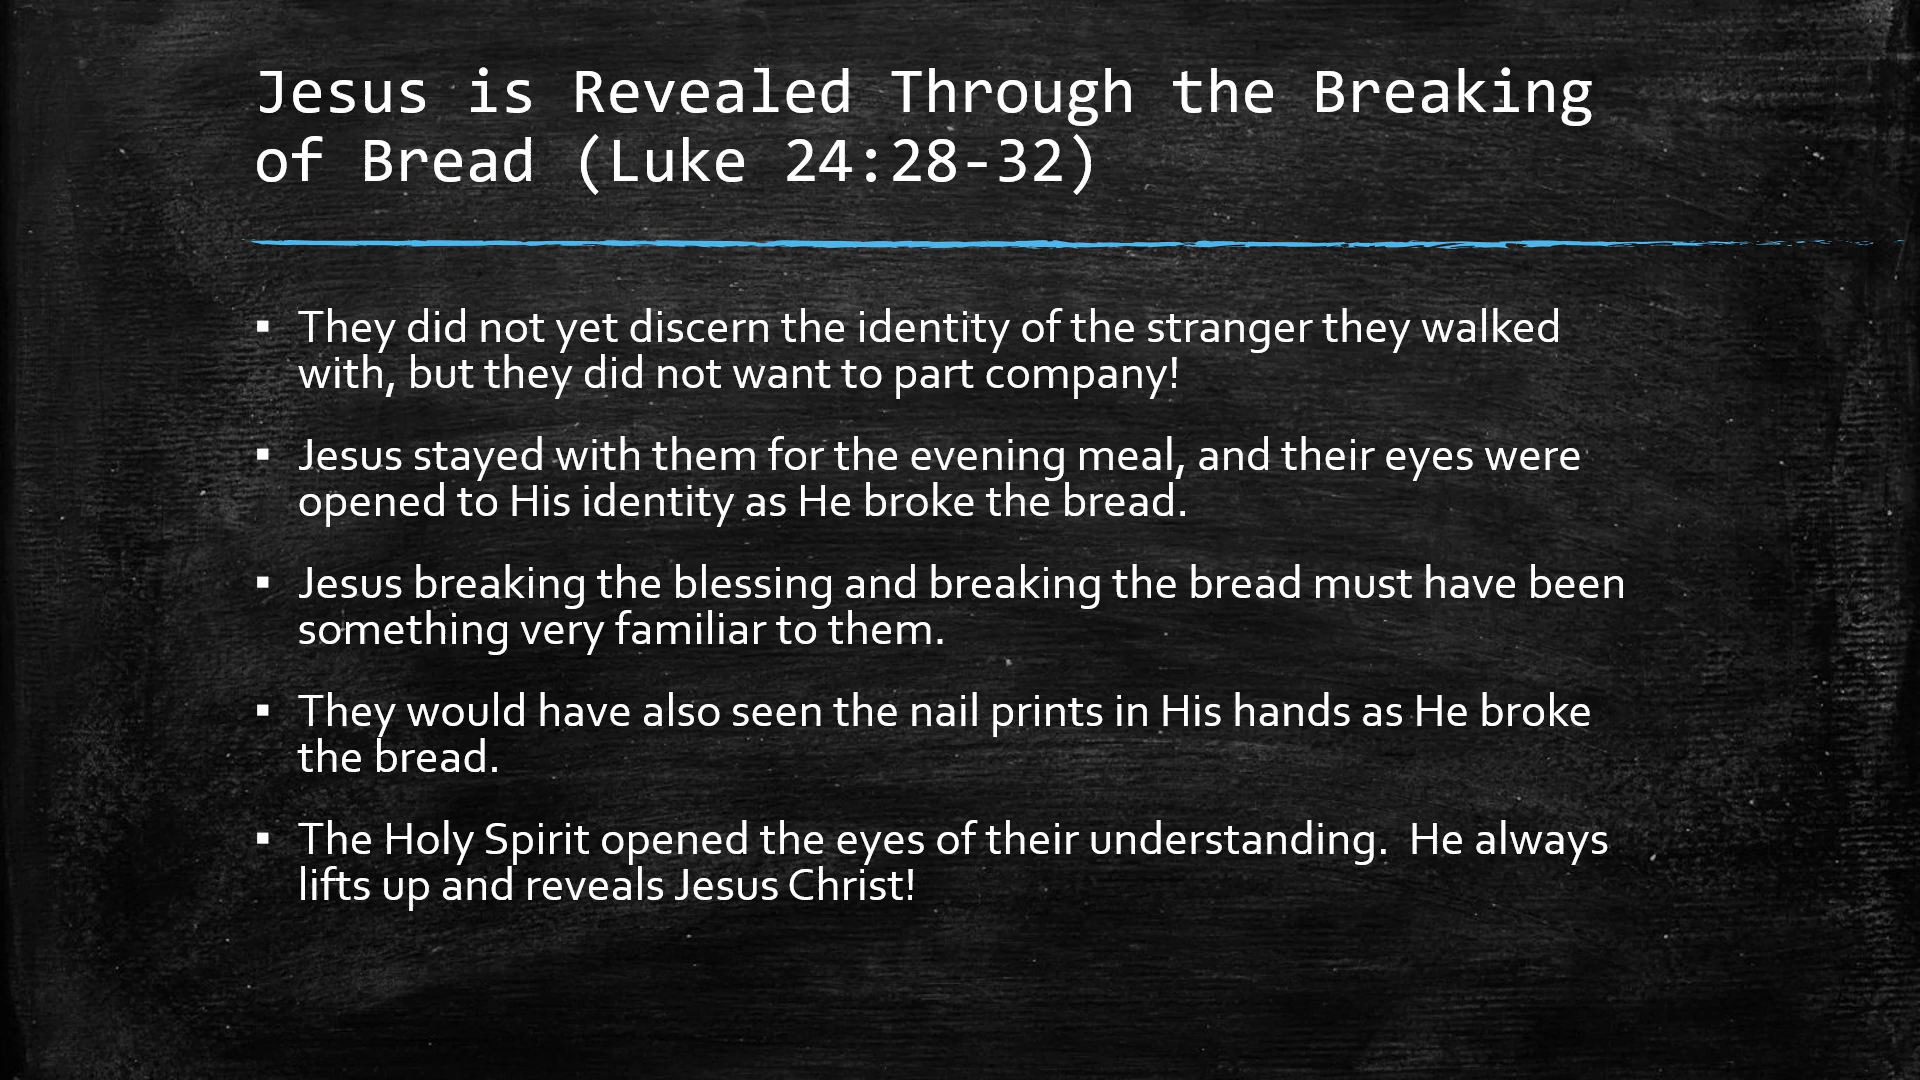 Jesus is Revealed Through the Breaking
of Bread (Luke 24:28-32)
▪ They did not yet discern the identity of the stranger they walked
with, but they did not want to part company!
▪ Jesus stayed with them for the evening meal, and their eyes were
opened to His identity as He broke the bread.
▪ Jesus breaking the blessing and breaking the bread must have been
something very familiar to them.
▪ They would have also seen the nail prints in His hands as He broke
the bread.
▪ The Holy Spirit opened the eyes of their understanding.  He always
lifts up and reveals Jesus Christ!